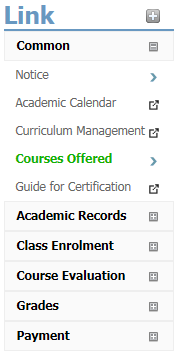 Link
Common
Notice
Academic Calendar
Curriculum Management
Courses Offered
Guide for Certification
Academic Records
Class Enrolment
Course Evaluation
Grades
Payment